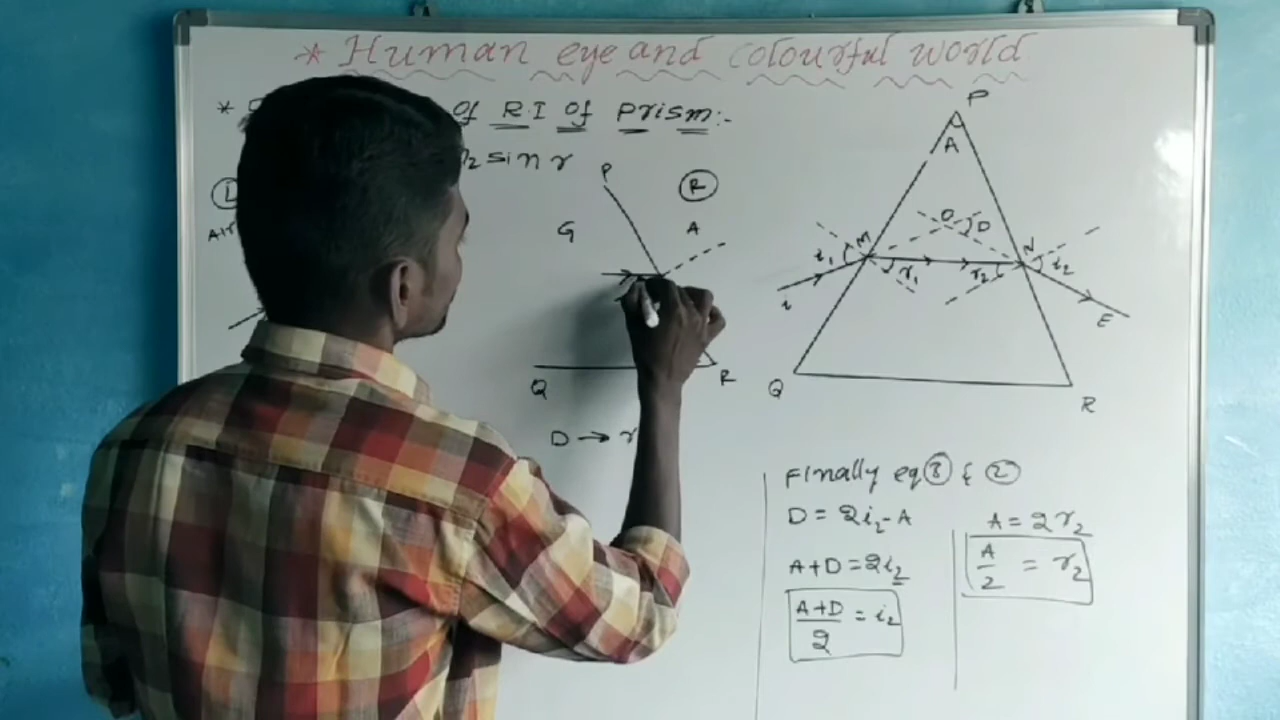 * Human eye and colourful world
* of R.I of Prism:-
2 sin r
L
P
R
G
A
Air
Q
R
D → r
P
A
O
D
M
N
i1
r1
r2
i2
i
E
Q
R
Finally eq 3 & 2
D = 2i2 - A
A+D = 2i2
A+D/2 = i2
A = 2r2
A/2 = r2